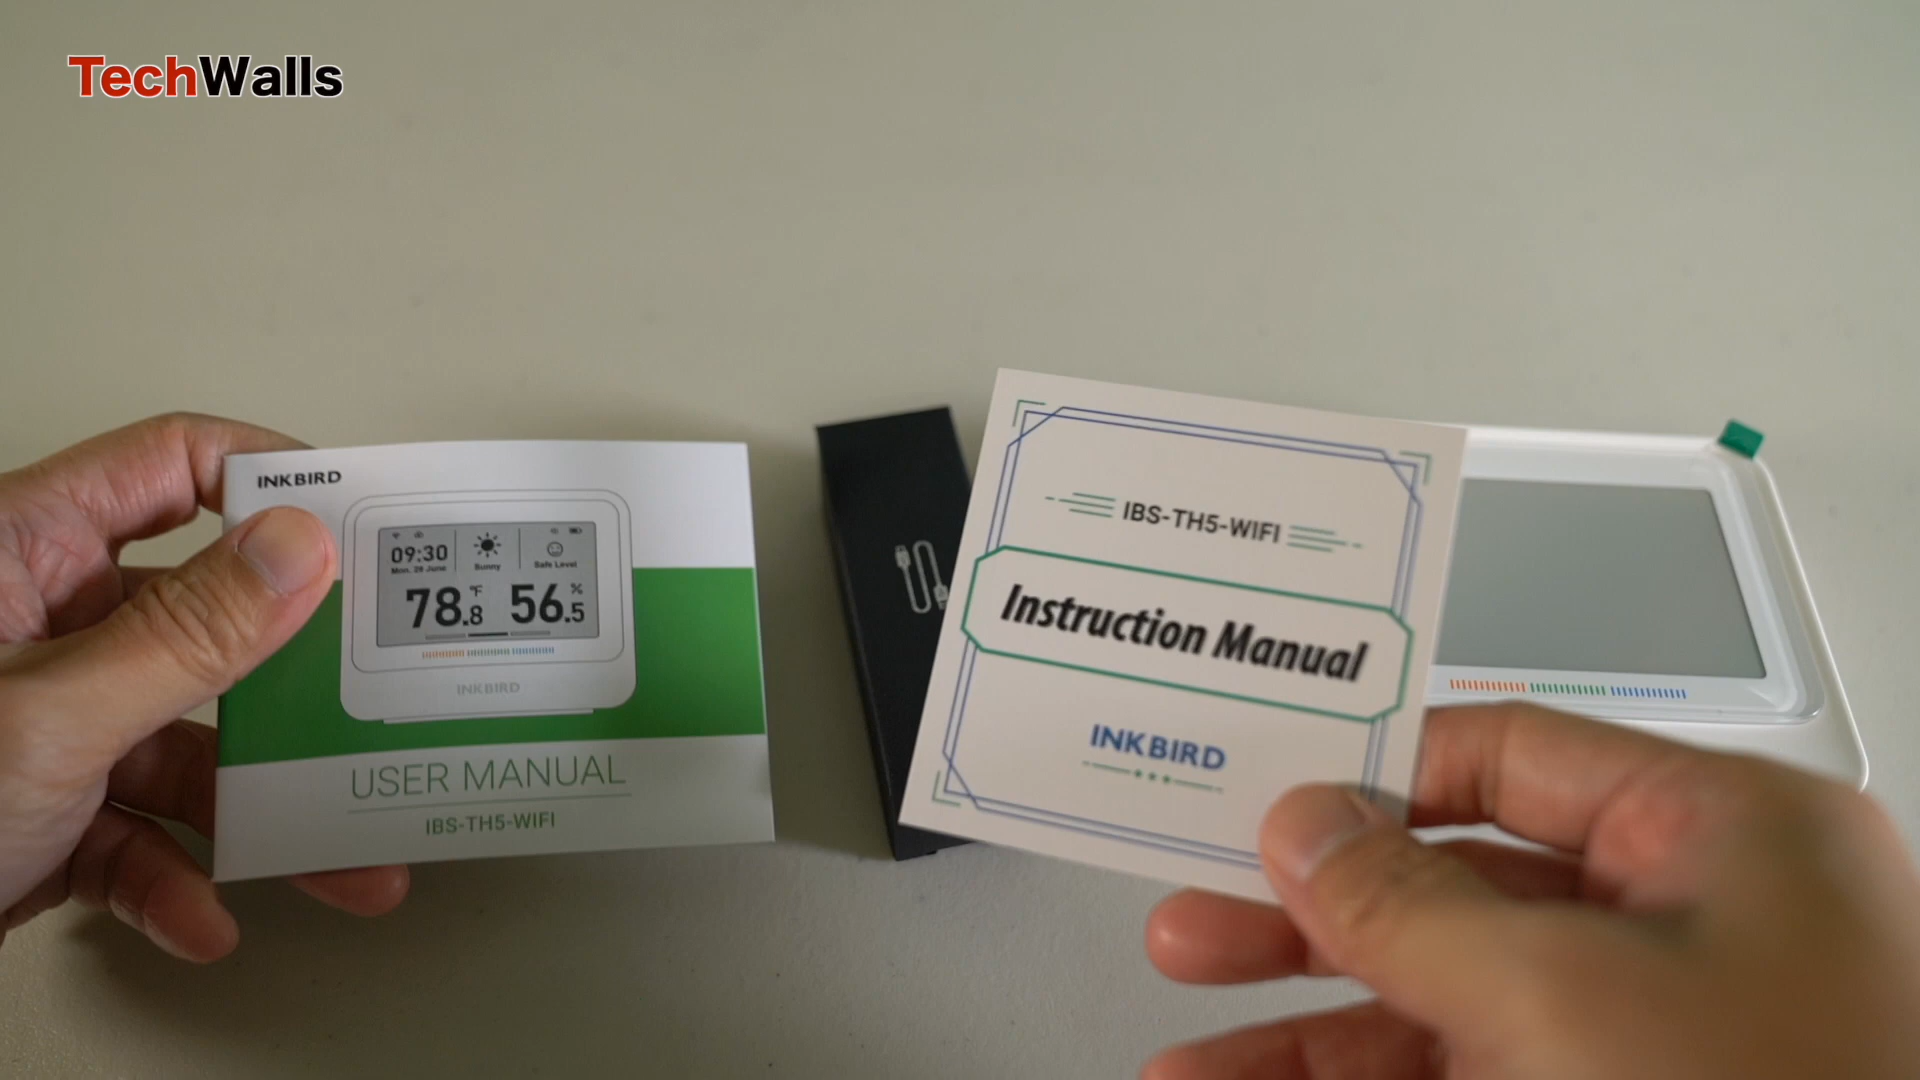 TechWalls
INKBIRD
09:30
Mon. 29 June
Sunny
Safe Level
78.8 °F
56.5 %
INKBIRD
USER MANUAL
IBS-TH5-WIFI
IBS-TH5-WIFI
Instruction Manual
INKBIRD